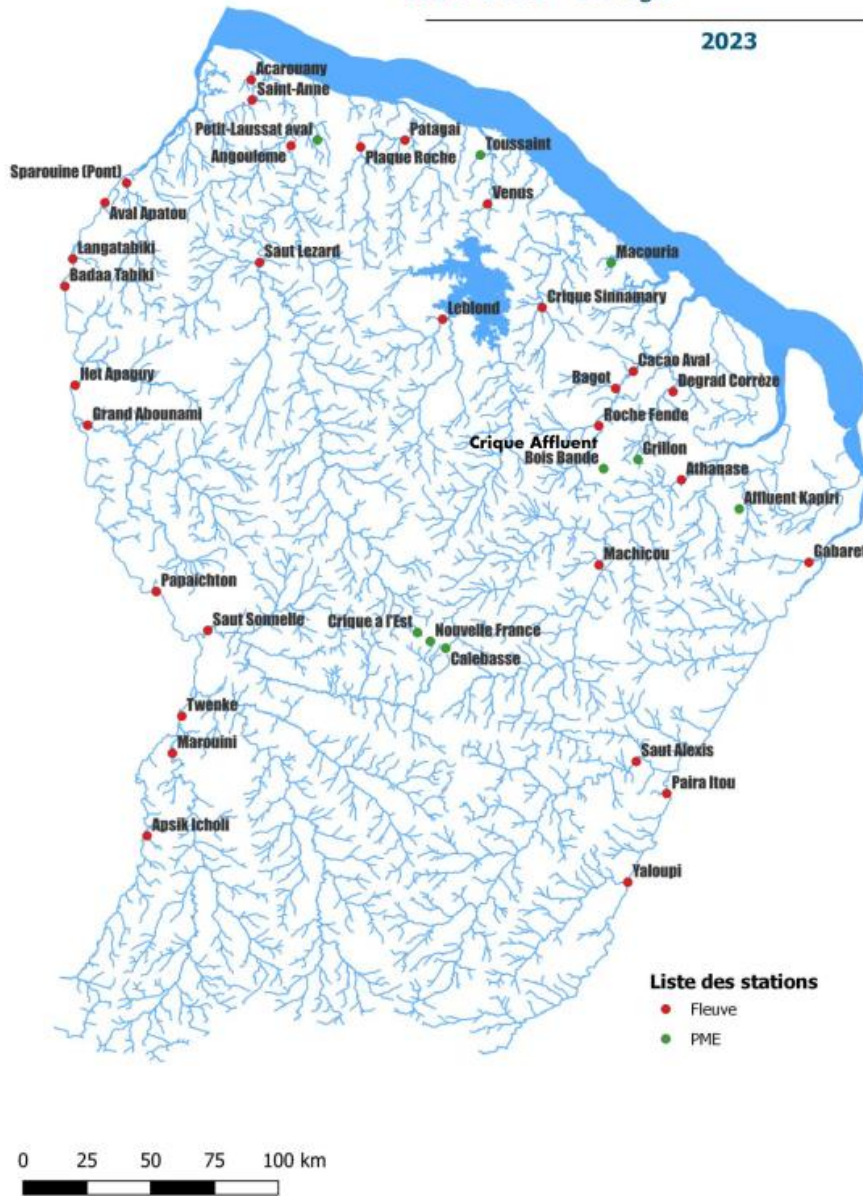 2023
Acarouany
Saint-Anne
Petit-Laussat aval
Angouleme
Patagai
Plaque Roche
Toussaint
Sparouine (Pont)
Aval Apatou
Venus
Langatabiki
Badaa Tabiki
Saut Lezard
Macouria
Leblond
Crique Sinnamary
Het Apaguy
Grand Abounami
Cacao Aval
Bagot
Degrad Corrèze
Roche Fende
Crique Affluent
Bois Bande
Grillon
Athanase
Affluent Kapiri
Machicou
Gabaret
Papaichton
Saut Sonnelle
Crique a l'Est
Nouvelle France
Calebasse
Twenke
Marouini
Saut Alexis
Paira Itou
Apsik Icholi
Yaloupi
Liste des stations
Fleuve
PME
0 25 50 75 100 km